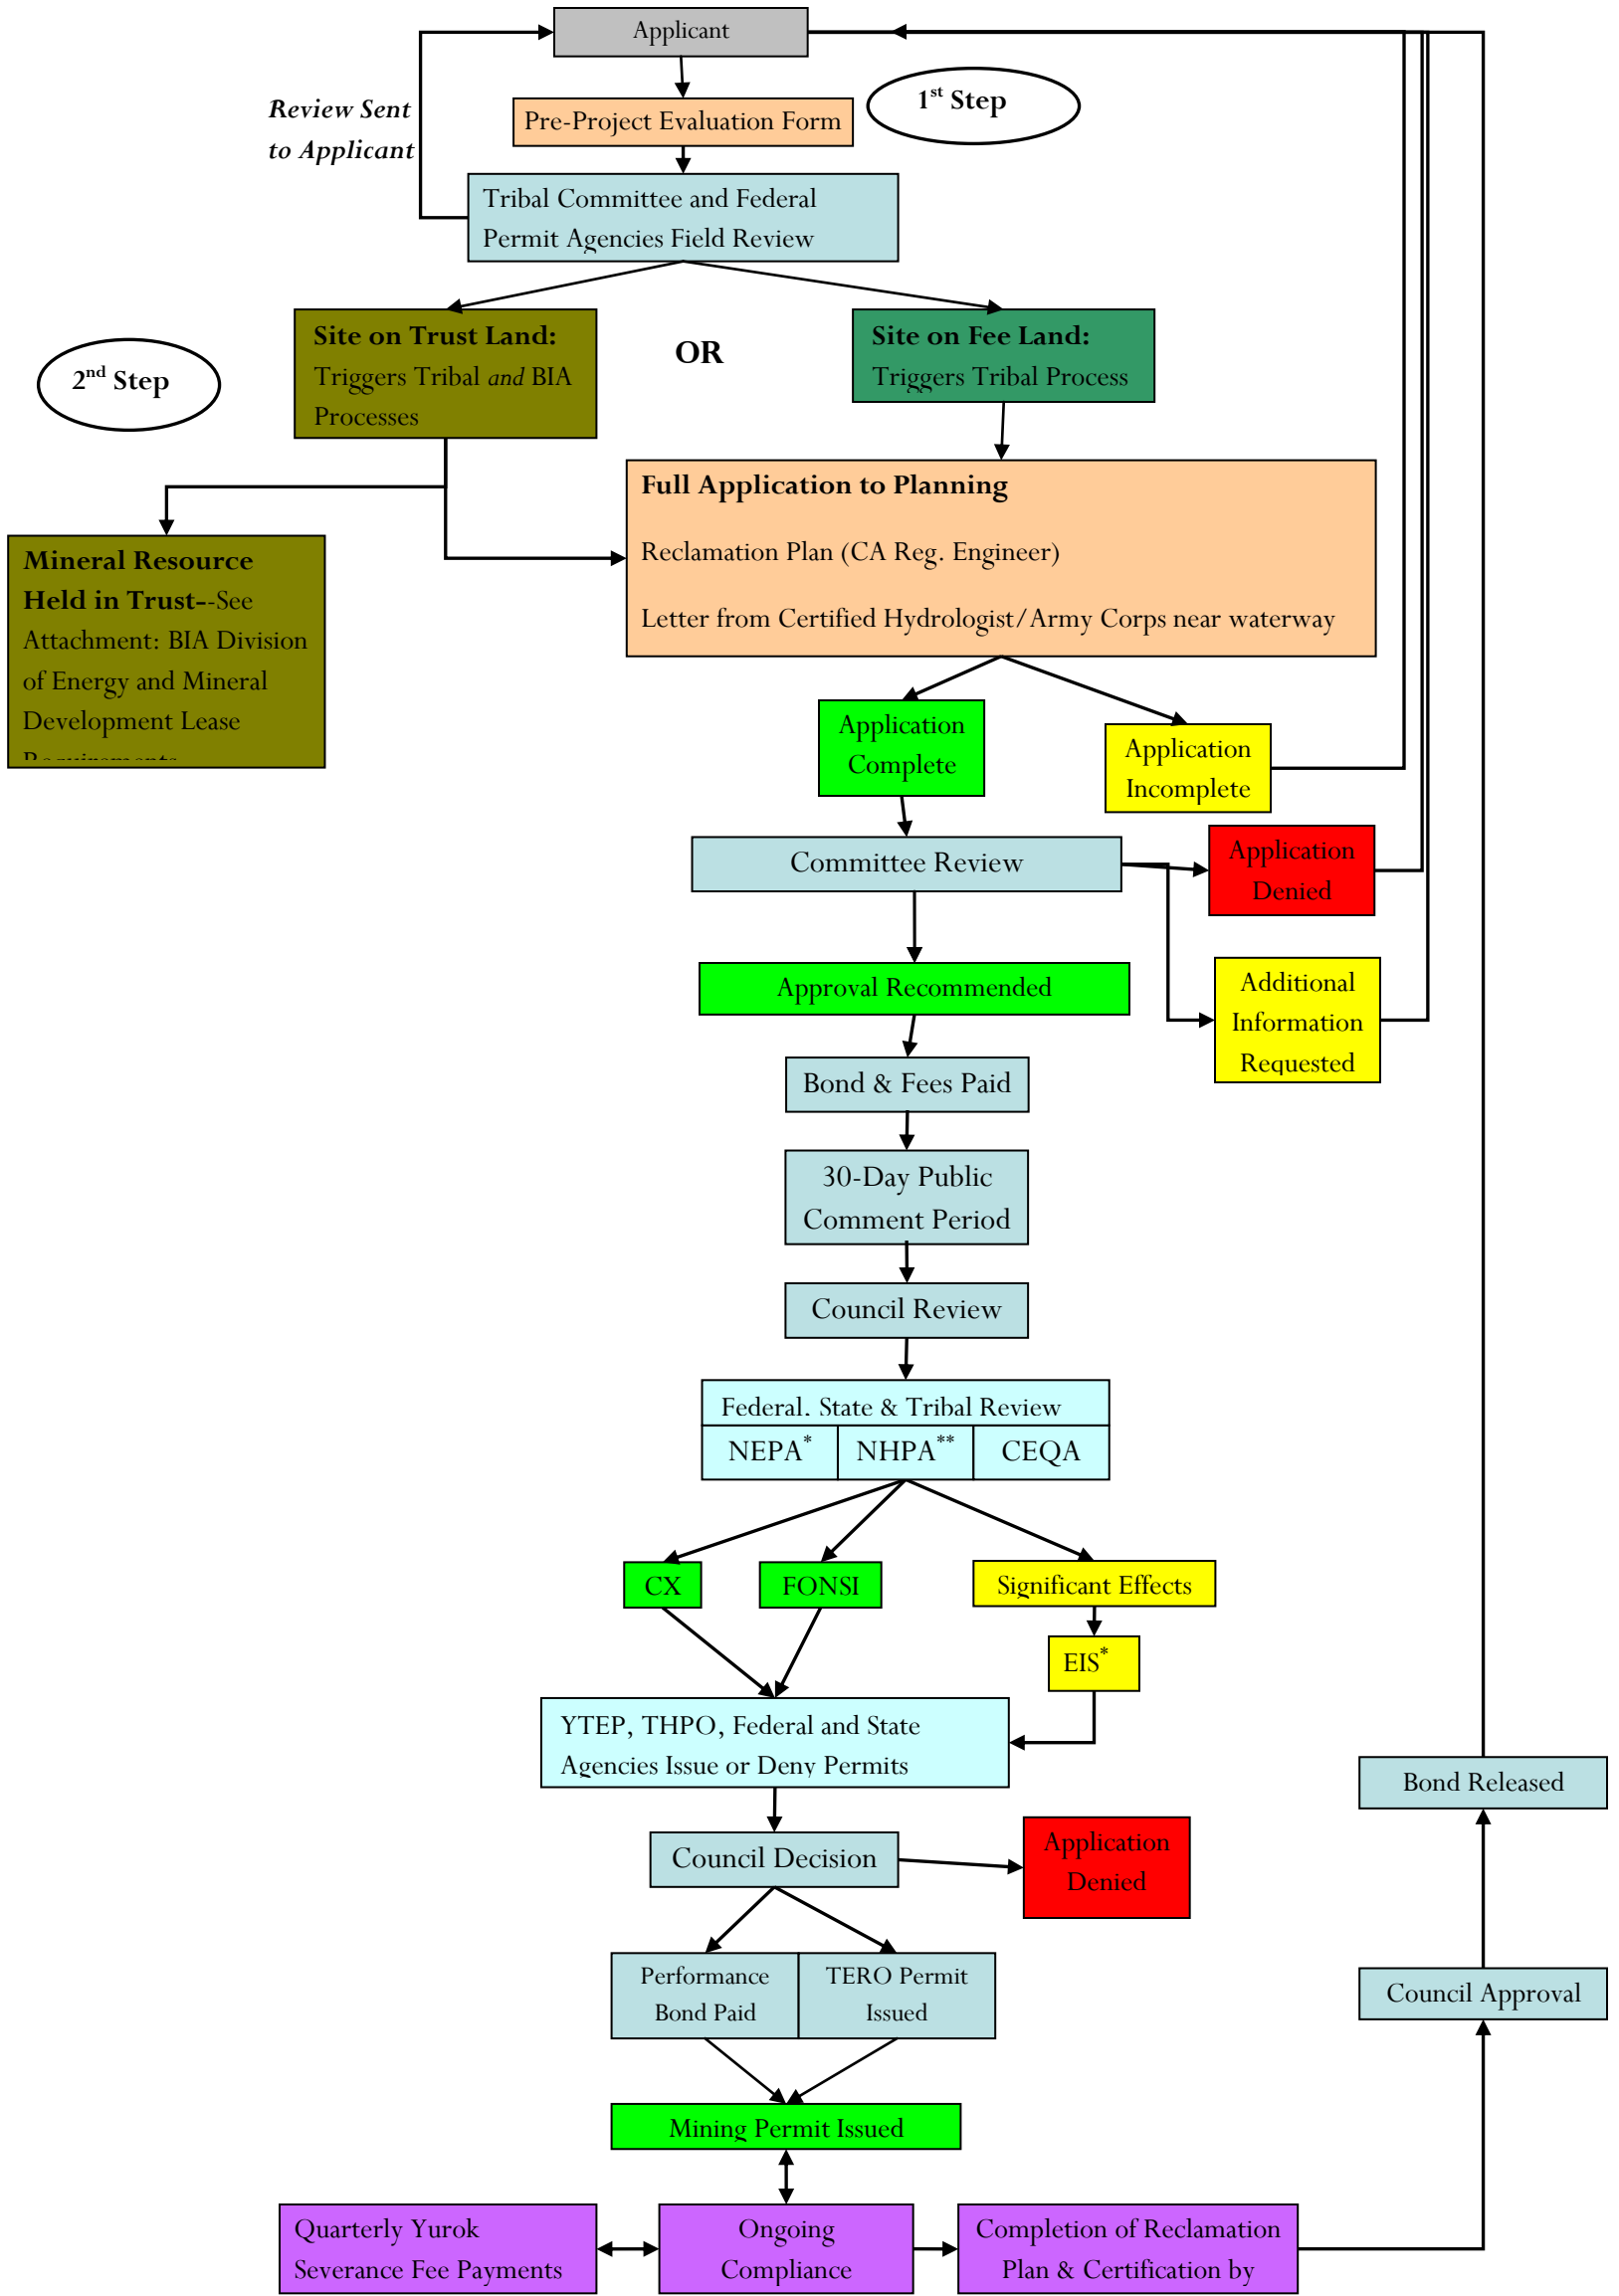 Applicant
1st Step
Review Sent
to Applicant
Pre-Project Evaluation Form
Tribal Committee and Federal
Permit Agencies Field Review
2nd Step
Site on Trust Land:
Triggers Tribal and BIA
Processes
OR
Site on Fee Land:
Triggers Tribal Process
Mineral Resource
Held in Trust--See
Attachment: BIA Division
of Energy and Mineral
Development Lease
Full Application to Planning
Reclamation Plan (CA Reg. Engineer)
Letter from Certified Hydrologist/Army Corps near waterway
Application
Complete
Application
Incomplete
Committee Review
Application
Denied
Approval Recommended
Additional
Information
Requested
Bond & Fees Paid
30-Day Public
Comment Period
Council Review
Federal, State & Tribal Review
NEPA* NHPA** CEQA
CX
FONSI
Significant Effects
EIS*
YTEP, THPO, Federal and State
Agencies Issue or Deny Permits
Bond Released
Council Decision
Application
Denied
Performance
Bond Paid
TERO Permit
Issued
Council Approval
Mining Permit Issued
Quarterly Yurok
Severance Fee Payments
Ongoing
Compliance
Completion of Reclamation
Plan & Certification by